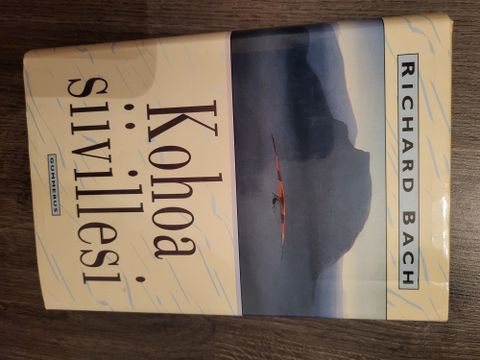 RICHARD BACH
Kohoa
siivillesi
GUMMERUS